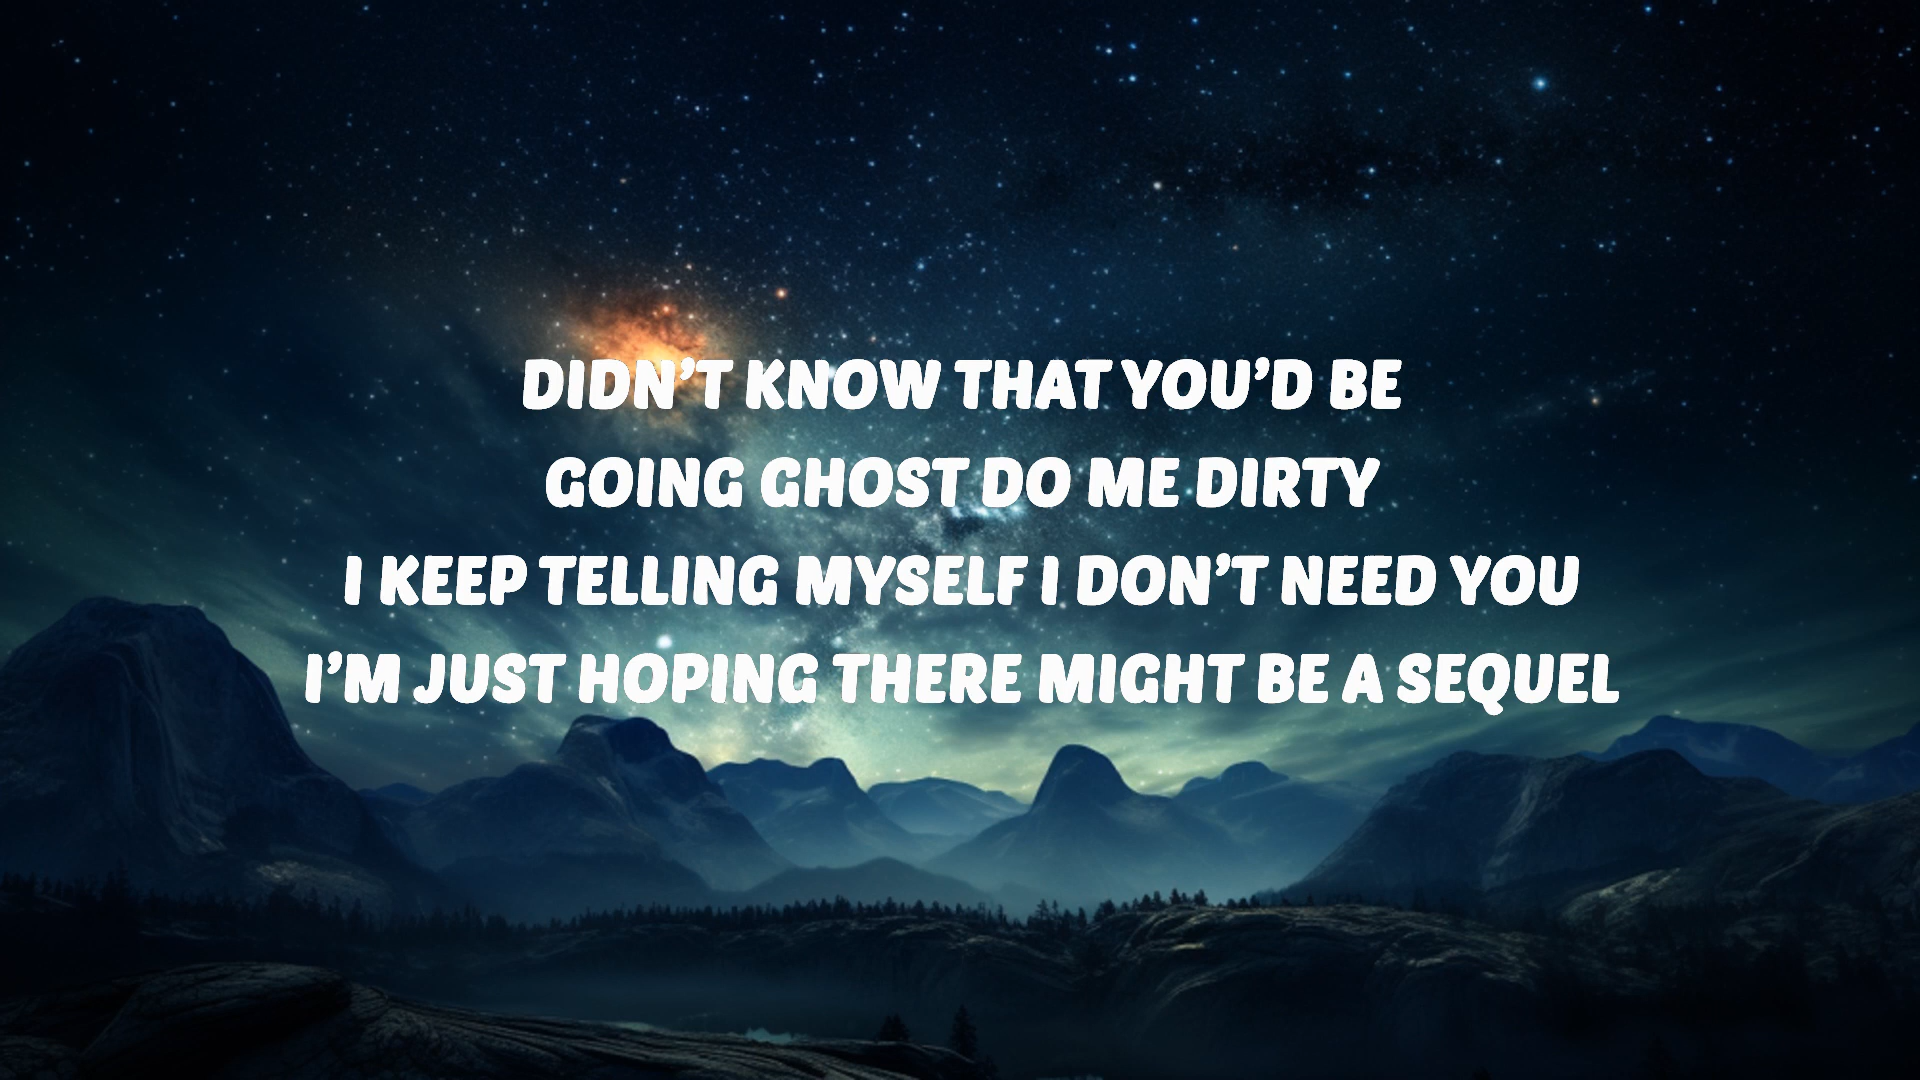 DIDN’T KNOW THAT YOU’D BE
GOING GHOST DO ME DIRTY
I KEEP TELLING MYSELF I DON’T NEED YOU
I’M JUST HOPING THERE MIGHT BE A SEQUEL